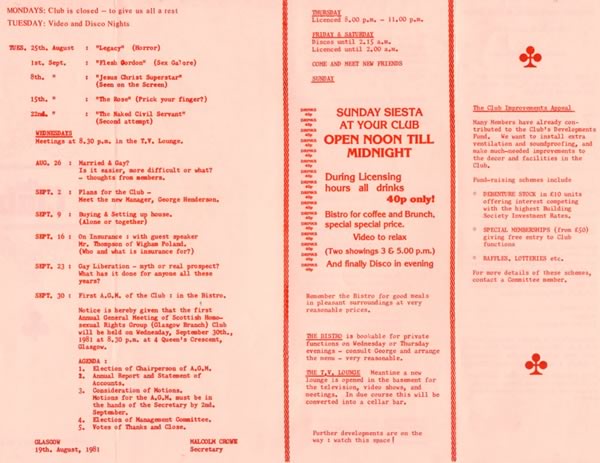 MONDAYS: Club is closed – to give us all a rest
TUESDAY: Video and Disco Nights
TUES. 25th. August : "Legacy" (Horror)
1st. Sept. : "Flesh Gordon" (Sex Galore)
8th. " : "Jesus Christ Superstar"
(Seen on the Screen)
15th. " : "The Rose" (Prick your finger?)
22nd. " : "The Naked Civil Servant"
(Second attempt)
WEDNESDAYS
Meetings at 8.30 p.m. in the T.V. Lounge.
AUG. 26 : Married & Gay?
Is it easier, more difficult or what?
- thoughts from members.
SEPT. 2 : Plans for the Club -
Meet the new Manager, George Henderson.
SEPT. 9 : Buying & Setting up house.
(Alone or together)
SEPT. 16 : On Insurance : with guest speaker
Mr. Thompson of Wigham Poland.
(Who and what is insurance for?)
SEPT. 23 : Gay Liberation - myth or real prospect?
What has it done for anyone all these
years?
SEPT. 30 : First A.G.M. of the Club : in the Bistro.
Notice is hereby given that the first
Annual General Meeting of Scottish Homo-
sexual Rights Group (Glasgow Branch) Club
will be held on Wednesday, September 30th.,
1981 at 8.30 p.m. at 4 Queen's Crescent,
Glasgow.
AGENDA :
1. Election of Chairperson of A.G.M.
2. Annual Report and Statement of
Accounts.
3. Consideration of Motions.
Motions for the A.G.M. must be in
the hands of the Secretary by 2nd.
September.
4. Election of Management Committee.
5. Votes of Thanks and Close.
GLASGOW MALCOLM CROWE
19th. August, 1981 Secretary
THURSDAY
Licenced 8.00 p.m. - 11.00 p.m.
FRIDAY & SATURDAY
Dances until 2.15 a.m.
Licenced until 2.00 a.m.
COME AND MEET NEW FRIENDS
SUNDAY
SUNDAY SIESTA
AT YOUR CLUB
OPEN NOON TILL
MIDNIGHT
During Licensing
hours all drinks
40p only!
Bistro for coffee and Brunch,
special special price.
Video to relax
(Two showings 3 & 5.00 p.m.)
And finally Disco in evening
Remember the Bistro for good meals
in pleasant surroundings at very
reasonable prices.
THE BISTRO is bookable for private
functions on Wednesday or Thursday
evenings - consult George and arrange
the menu - very reasonable.
THE T.V. LOUNGE Meantime a new
lounge is opened in the basement for
the television, video shows, and
meetings. In due course this will be
converted into a cellar bar.
Further developments are on
the way : watch this space!
The Club Improvements Appeal
Many Members have already con-
tributed to the Club's Developments
Fund. We want to install extra
ventilation and soundproofing, and
make much-needed improvements to
the decor and facilities in the
Club.
Fund-raising schemes include
* DEBENTURE STOCK in £10 units
offering interest competing
with the highest Building
Society Investment Rates.
* SPECIAL MEMBERSHIPS (from £50)
giving free entry to Club
functions
* RAFFLES, LOTTERIES etc.
For more details of these schemes,
contact a Committee member.